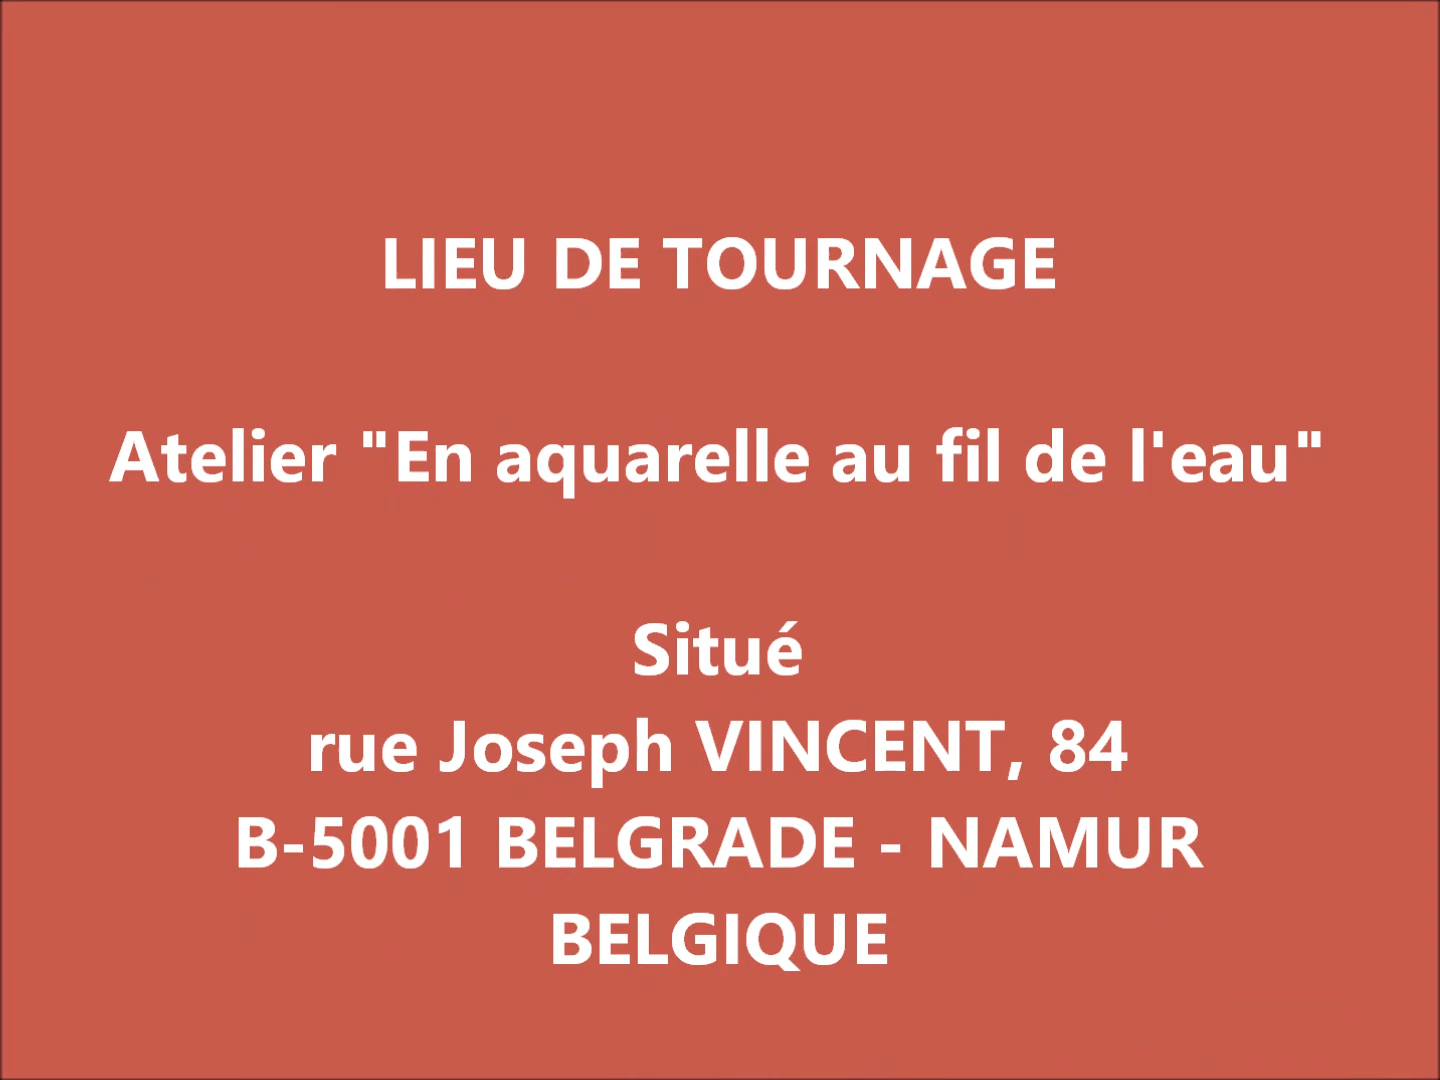 LIEU DE TOURNAGE
Atelier "En aquarelle au fil de l'eau"
Situé
rue Joseph VINCENT, 84
B-5001 BELGRADE - NAMUR
BELGIQUE